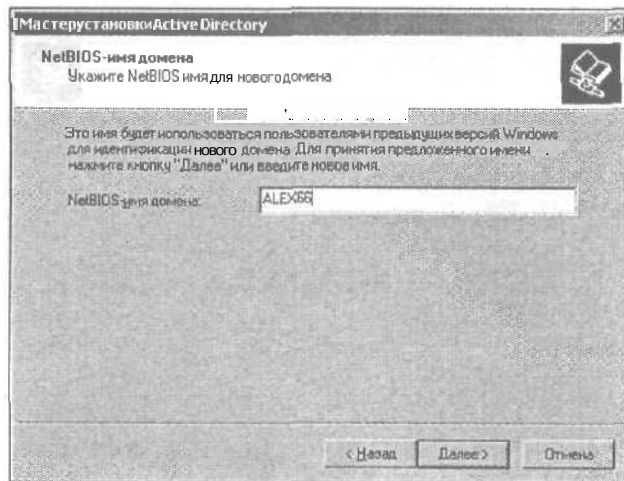 Мастер установки Active Directory
NetBIOS-имя домена
Укажите NetBIOS имя для нового домена
Это имя будет использоваться пользователями предыдущих версий Windows
для идентификации нового домена. Для принятия предложенного имени
нажмите кнопку "Далее" или введите новое имя.
NetBIOS-имя домена: ALEX66
< Назад Далее > Отмена